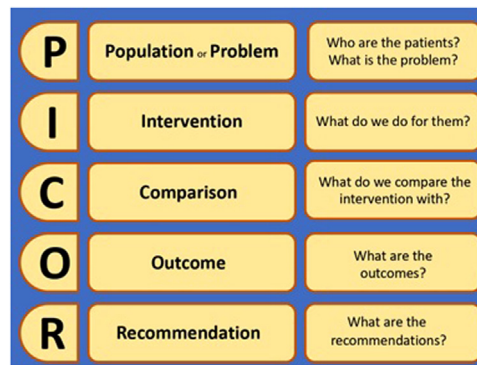 P
Population or Problem
Who are the patients?
What is the problem?
I
Intervention
What do we do for them?
C
Comparison
What do we compare the
intervention with?
O
Outcome
What are the
outcomes?
R
Recommendation
What are the
recommendations?